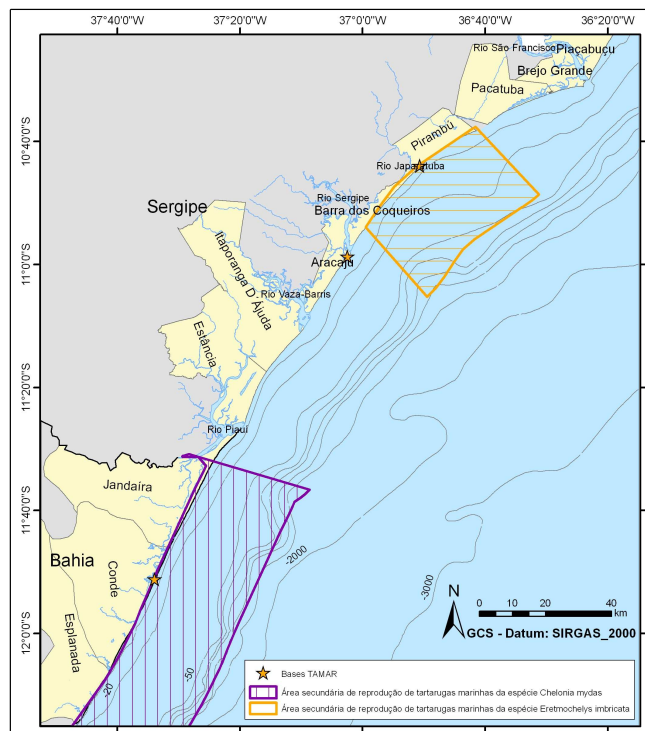 37°40'0"W 37°20'0"W 37°0'0"W 36°40'0"W 36°20'0"W
Rio São Francisco
Piaçabuçu
Brejo Grande
Pacatuba
10°40'0"S
Pirambú
Rio Japaratuba
Rio Sergipe
Sergipe
Barra dos Coqueiros
11°0'0"S
Aracaju
Itaporanga D´Ájuda
Rio Vaza-Barris
Estância
11°20'0"S
Rio Piauí
Jandaíra
11°40'0"S
-2000
Bahia
Conde
-3000
Esplanada
12°0'0"S
-20
-50
N
0 20 40
km
GCS - Datum: SIRGAS_2000
Bases TAMAR
Área secundária de reprodução de tartarugas marinhas da espécie Chelonia mydas
Área secundária de reprodução de tartarugas marinhas da espécie Eretmochelys imbricata